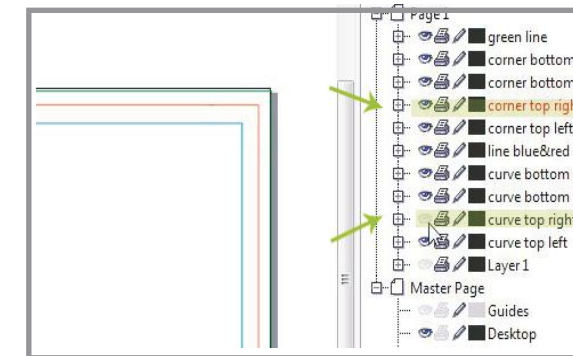 Page 1
green line
corner bottom
corner bottom
corner top righ
corner top left
line blue&red
curve bottom
curve bottom
curve top right
curve top left
Layer 1
Master Page
Guides
Desktop